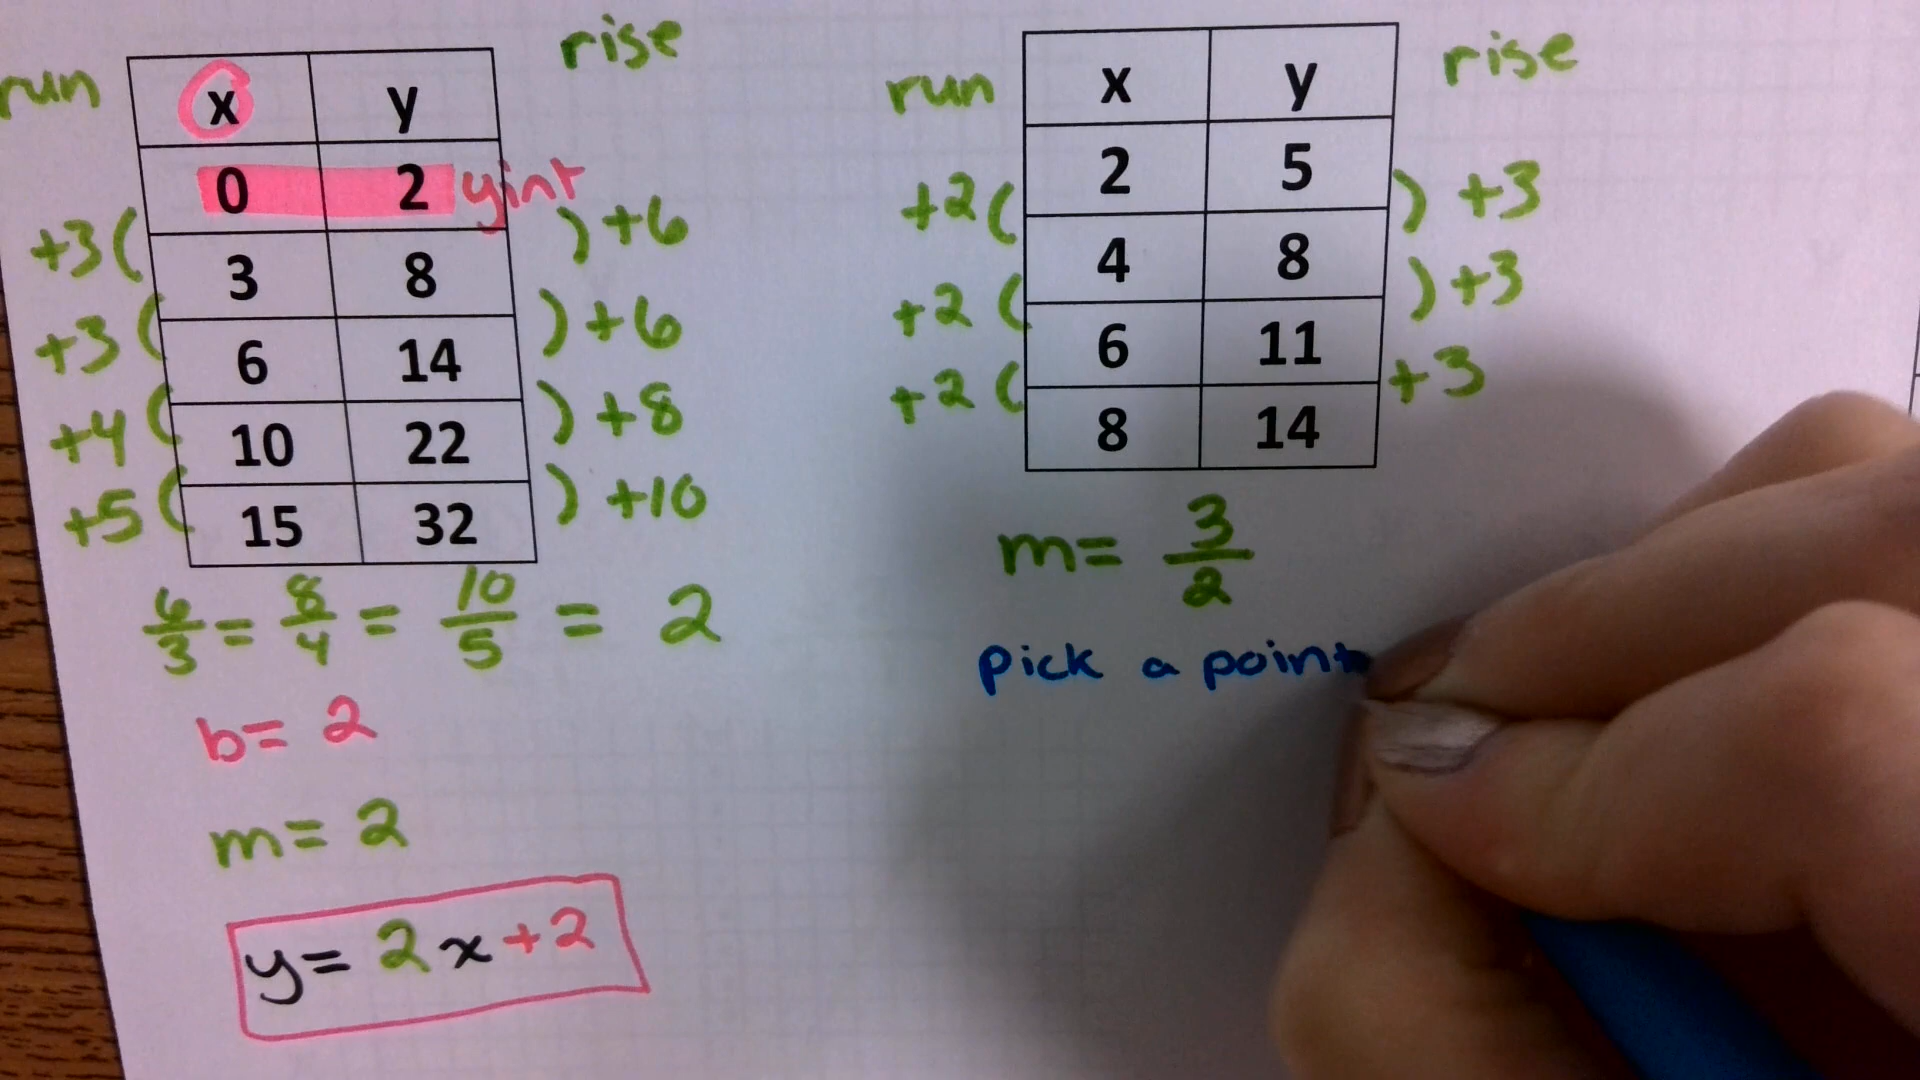 run rise
x y
0 2 yint
+3( )+6
3 8
+3( )+6
6 14
+4( )+8
10 22
+5( )+10
15 32
6/3 = 8/4 = 10/5 = 2
b= 2
m= 2
y= 2x+2
run rise
x y
2 5
+2( )+3
4 8
+2( )+3
6 11
+2( +3
8 14
m= 3/2
pick a point